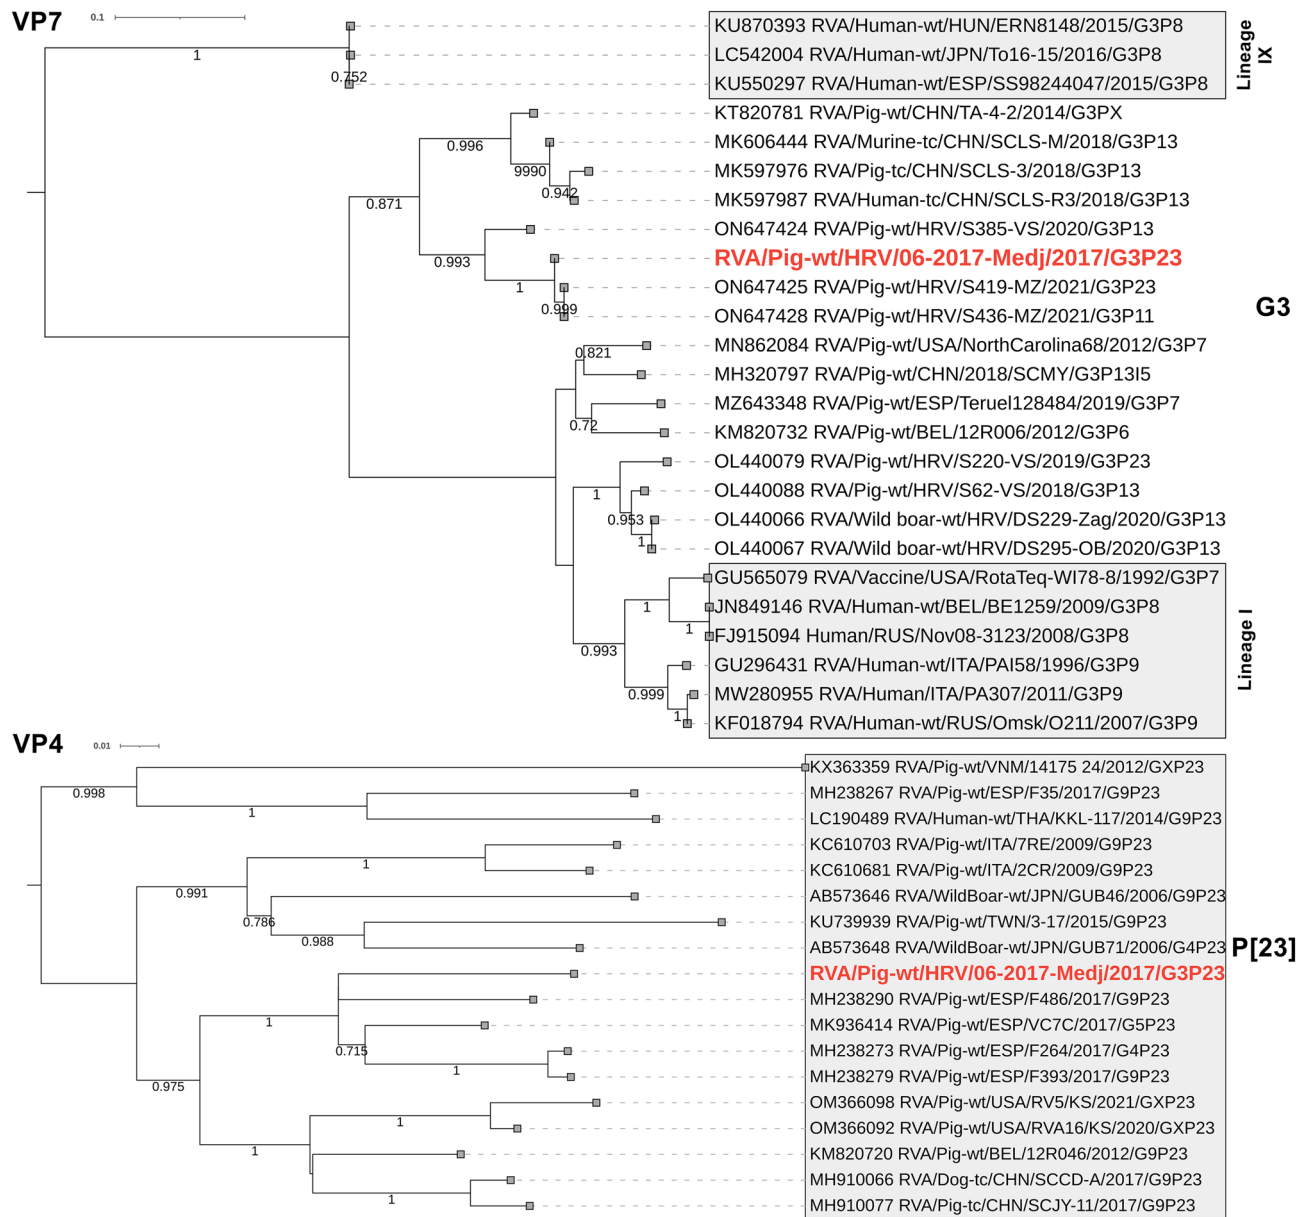 VP7
0.1
KU870393 RVA/Human-wt/HUN/ERN8148/2015/G3P8
1
LC542004 RVA/Human-wt/JPN/To16-15/2016/G3P8
0.752
KU550297 RVA/Human-wt/ESP/SS98244047/2015/G3P8
Lineage
IX
KT820781 RVA/Pig-wt/CHN/TA-4-2/2014/G3PX
0.996
MK606444 RVA/Murine-tc/CHN/SCLS-M/2018/G3P13
9990
MK597976 RVA/Pig-tc/CHN/SCLS-3/2018/G3P13
0.942
MK597987 RVA/Human-tc/CHN/SCLS-R3/2018/G3P13
0.871
ON647424 RVA/Pig-wt/HRV/S385-VS/2020/G3P13
0.993
RVA/Pig-wt/HRV/06-2017-Medj/2017/G3P23
1
ON647425 RVA/Pig-wt/HRV/S419-MZ/2021/G3P23
0.999
ON647428 RVA/Pig-wt/HRV/S436-MZ/2021/G3P11
G3
MN862084 RVA/Pig-wt/USA/NorthCarolina68/2012/G3P7
0.821
MH320797 RVA/Pig-wt/CHN/2018/SCMY/G3P13I5
MZ643348 RVA/Pig-wt/ESP/Teruel128484/2019/G3P7
0.72
KM820732 RVA/Pig-wt/BEL/12R006/2012/G3P6
OL440079 RVA/Pig-wt/HRV/S220-VS/2019/G3P23
1
OL440088 RVA/Pig-wt/HRV/S62-VS/2018/G3P13
0.953
OL440066 RVA/Wild boar-wt/HRV/DS229-Zag/2020/G3P13
1
OL440067 RVA/Wild boar-wt/HRV/DS295-OB/2020/G3P13
GU565079 RVA/Vaccine/USA/RotaTeq-WI78-8/1992/G3P7
1
JN849146 RVA/Human-wt/BEL/BE1259/2009/G3P8
1
FJ915094 Human/RUS/Nov08-3123/2008/G3P8
0.993
GU296431 RVA/Human-wt/ITA/PAI58/1996/G3P9
0.999
MW280955 RVA/Human/ITA/PA307/2011/G3P9
1
KF018794 RVA/Human-wt/RUS/Omsk/O211/2007/G3P9
Lineage I
VP4
0.01
KX363359 RVA/Pig-wt/VNM/14175 24/2012/GXP23
0.998
MH238267 RVA/Pig-wt/ESP/F35/2017/G9P23
1
LC190489 RVA/Human-wt/THA/KKL-117/2014/G9P23
KC610703 RVA/Pig-wt/ITA/7RE/2009/G9P23
1
KC610681 RVA/Pig-wt/ITA/2CR/2009/G9P23
0.991
AB573646 RVA/WildBoar-wt/JPN/GUB46/2006/G9P23
0.786
KU739939 RVA/Pig-wt/TWN/3-17/2015/G9P23
0.988
AB573648 RVA/WildBoar-wt/JPN/GUB71/2006/G4P23
P[23]
RVA/Pig-wt/HRV/06-2017-Medj/2017/G3P23
MH238290 RVA/Pig-wt/ESP/F486/2017/G9P23
1
MK936414 RVA/Pig-wt/ESP/VC7C/2017/G5P23
0.715
MH238273 RVA/Pig-wt/ESP/F264/2017/G4P23
1
MH238279 RVA/Pig-wt/ESP/F393/2017/G9P23
0.975
OM366098 RVA/Pig-wt/USA/RV5/KS/2021/GXP23
1
OM366092 RVA/Pig-wt/USA/RVA16/KS/2020/GXP23
1
KM820720 RVA/Pig-wt/BEL/12R046/2012/G9P23
MH910066 RVA/Dog-tc/CHN/SCCD-A/2017/G9P23
1
MH910077 RVA/Pig-tc/CHN/SCJY-11/2017/G9P23